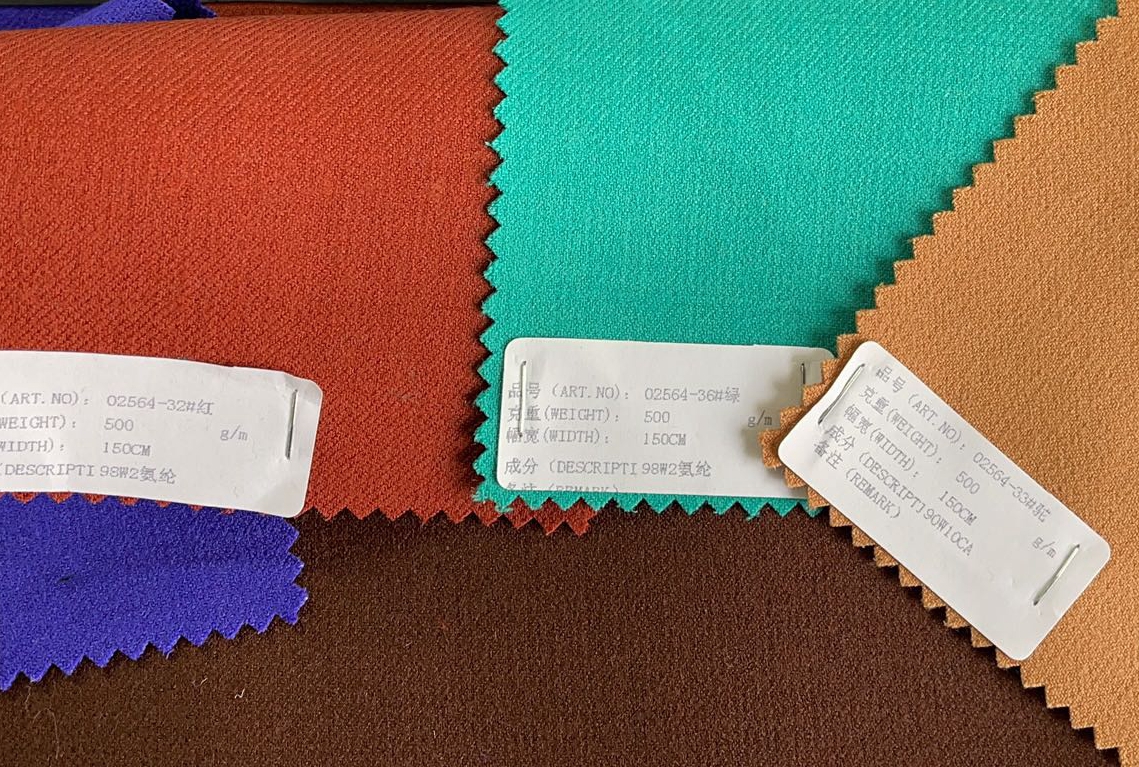 (ART.NO): 02564-32#红
(WEIGHT): 500 g/m
WIDTH): 150CM
(DESCRIPTI 98W2氨纶
品号 (ART.NO): 02564-36#绿
克重(WEIGHT): 500 g/m
幅宽(WIDTH): 150CM
成分 (DESCRIPTI 98W2氨纶
备注 (REMARK)
品号 (ART.NO): 02564-33#驼
克重(WEIGHT): 500 g/m
幅宽(WIDTH): 150CM
成分 (DESCRIPTI 90W10CA
备注 (REMARK)